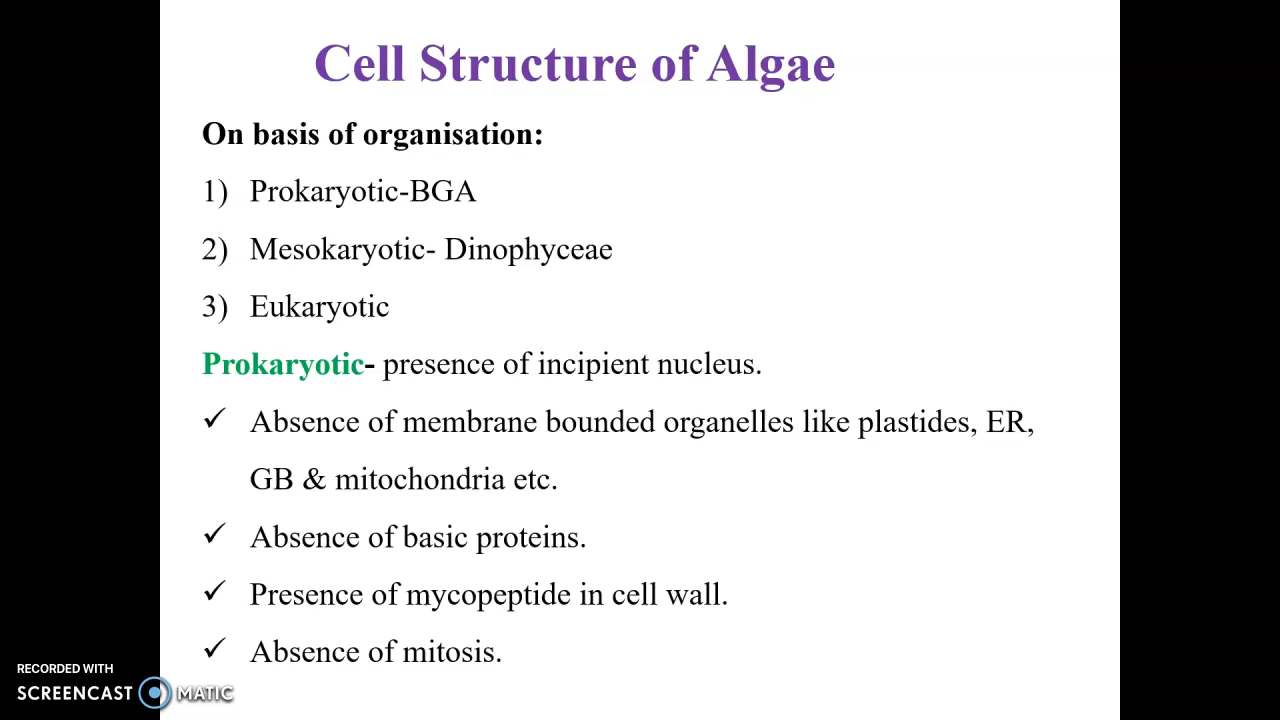 Cell Structure of Algae
On basis of organisation:
1) Prokaryotic-BGA
2) Mesokaryotic- Dinophyceae
3) Eukaryotic
Prokaryotic- presence of incipient nucleus.
✓ Absence of membrane bounded organelles like plastides, ER,
GB & mitochondria etc.
✓ Absence of basic proteins.
✓ Presence of mycopeptide in cell wall.
✓ Absence of mitosis.
RECORDED WITH
SCREENCAST MATIC